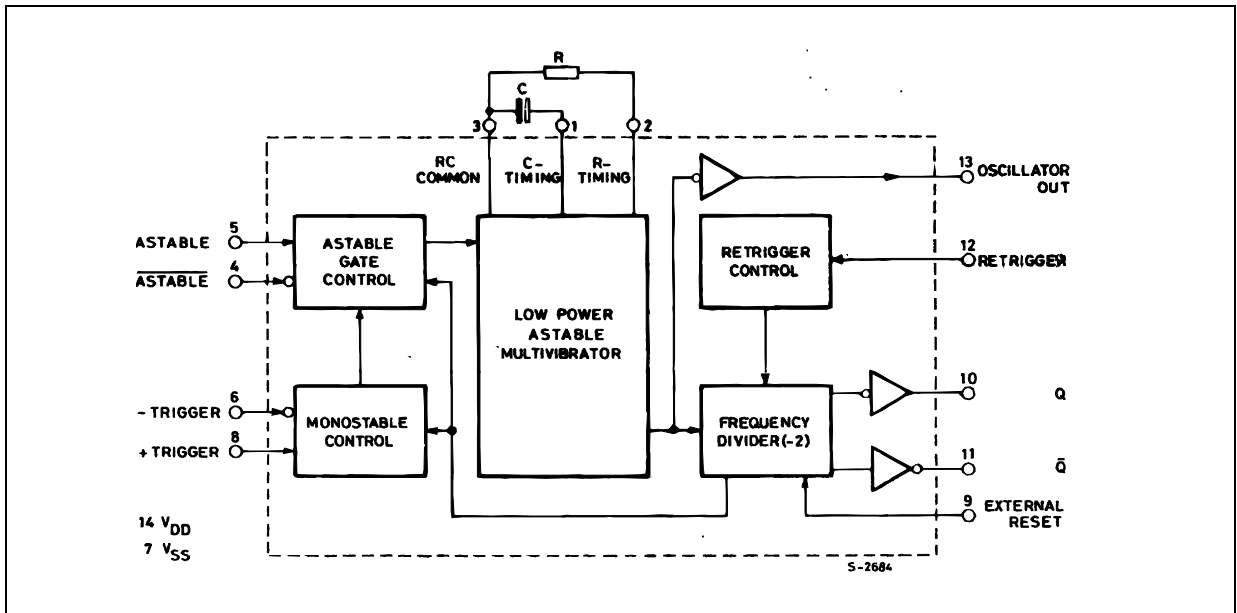 R
C
3
1
2
RC
COMMON
C-
TIMING
R-
TIMING
13
OSCILLATOR
OUT
5
ASTABLE
4
ASTABLE
ASTABLE
GATE
CONTROL
RETRIGGER
CONTROL
12
RETRIGGER
LOW POWER
ASTABLE
MULTIVIBRATOR
6
- TRIGGER
8
+ TRIGGER
MONOSTABLE
CONTROL
FREQUENCY
DIVIDER(-2)
10
Q
11
Q̅
9
EXTERNAL
RESET
14 VDD
7 VSS
S-2684